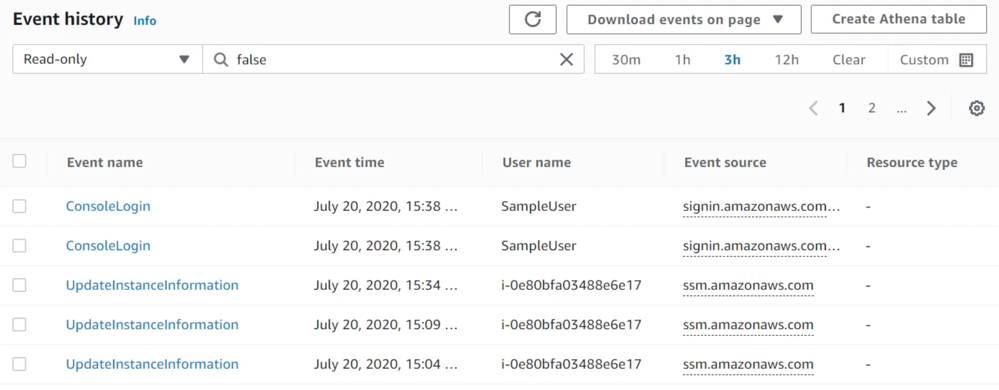 Event history Info Download events on page Create Athena table
Read-only false 30m 1h 3h 12h Clear Custom
1 2 ...
Event name Event time User name Event source Resource type
ConsoleLogin July 20, 2020, 15:38 ... SampleUser signin.amazonaws.com... -
ConsoleLogin July 20, 2020, 15:38 ... SampleUser signin.amazonaws.com... -
UpdateInstanceInformation July 20, 2020, 15:34 ... i-0e80bfa03488e6e17 ssm.amazonaws.com -
UpdateInstanceInformation July 20, 2020, 15:09 ... i-0e80bfa03488e6e17 ssm.amazonaws.com -
UpdateInstanceInformation July 20, 2020, 15:04 ... i-0e80bfa03488e6e17 ssm.amazonaws.com -